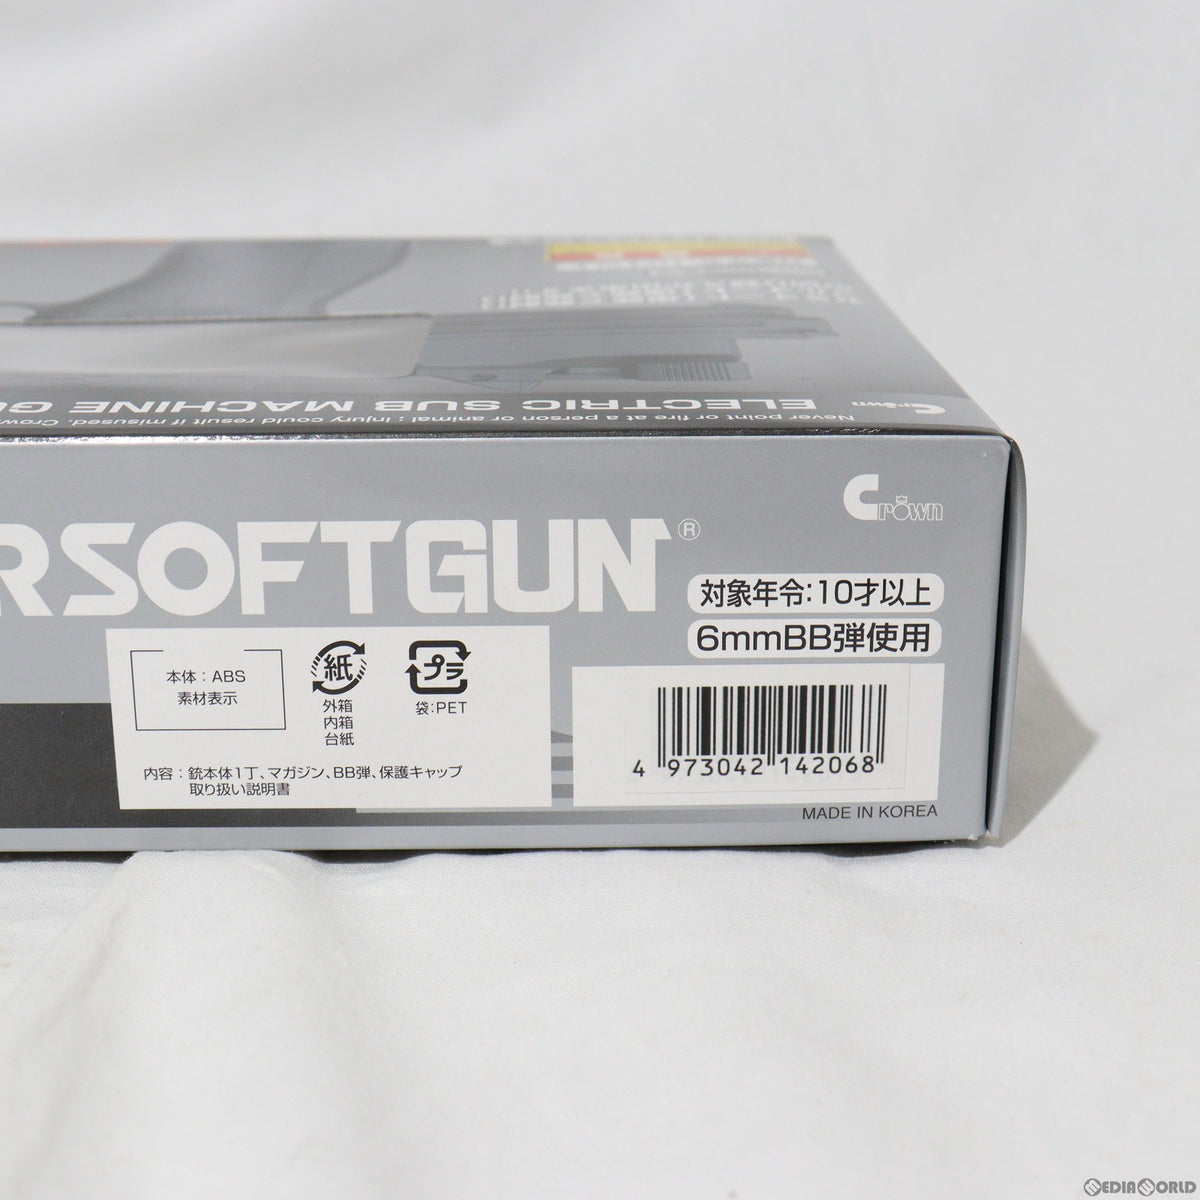 ELECTRIC SUB MACHINE G
Crown
Never point or fire at a person or animal ; injury could result if misused. Crow
Crown
RSOFTGUN®
対象年令:10才以上
6mmBB弾使用
本体:ABS
素材表示
紙
外箱
内箱
台紙
プラ
袋:PET
内容:銃本体1丁、マガジン、BB弾、保護キャップ
取り扱い説明書
4 973042 142068
MADE IN KOREA
MEDIAWORLD